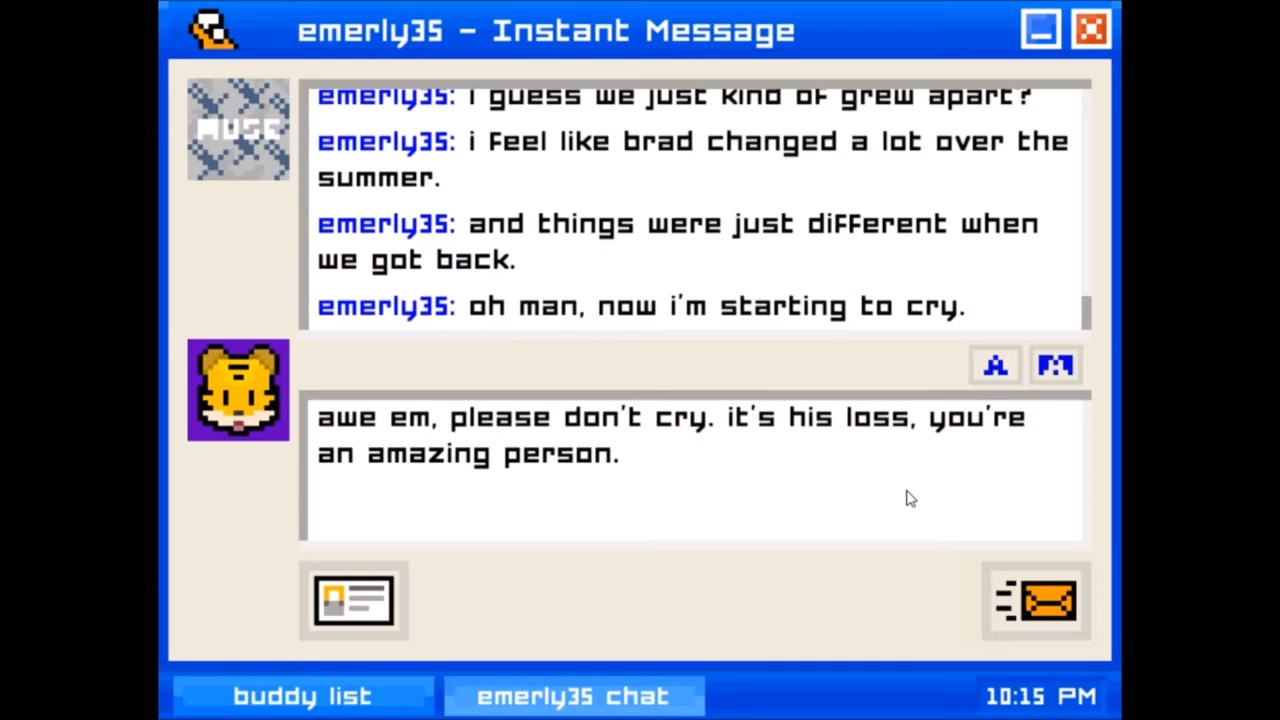 emerly35 - Instant Message
MUSE
emerly35: i guess we just kind of grew apart?
emerly35: i feel like brad changed a lot over the
summer.
emerly35: and things were just different when
we got back.
emerly35: oh man, now i'm starting to cry.
A
awe em, please don't cry. it's his loss, you're
an amazing person.
buddy list
emerly35 chat
10:15 PM